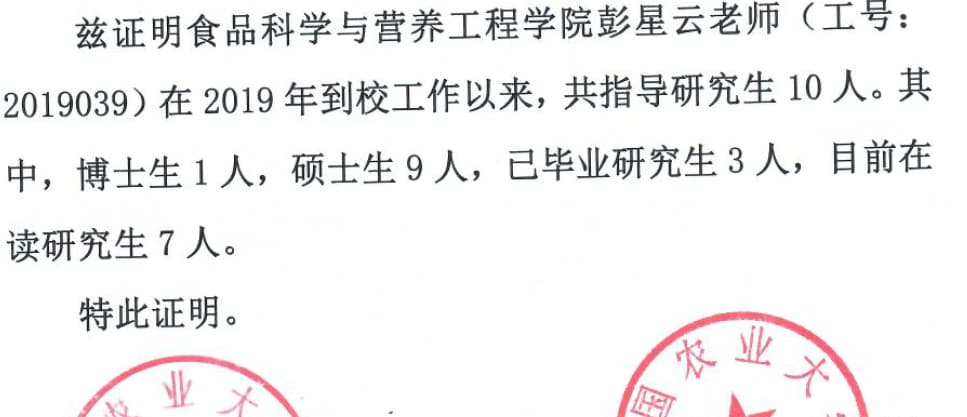 兹证明食品科学与营养工程学院彭星云老师（工号：
2019039）在 2019 年到校工作以来，共指导研究生 10 人。其
中，博士生 1 人，硕士生 9 人，已毕业研究生 3 人，目前在
读研究生 7 人。
特此证明。
农业大
国农业大